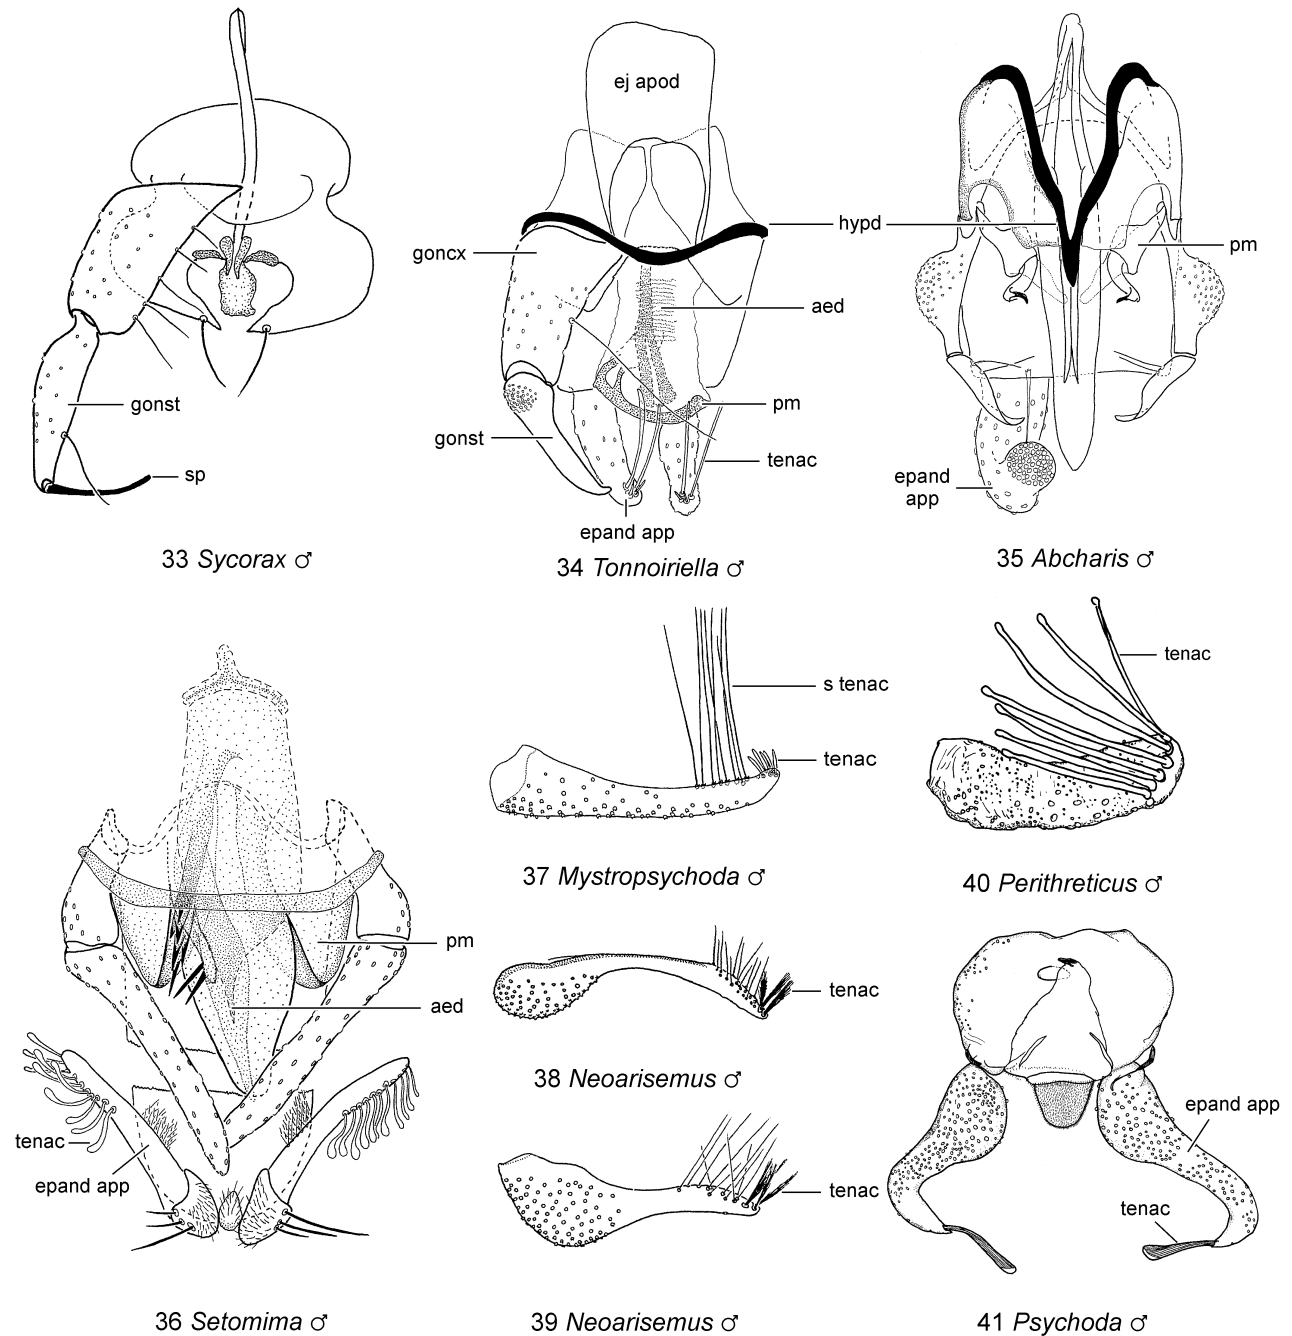 gonst
sp
33 Sycorax ♂
ej apod
goncx
hypd
aed
pm
gonst
tenac
epand app
34 Tonnoiriella ♂
pm
epand
app
35 Abcharis ♂
pm
aed
tenac
epand app
36 Setomima ♂
s tenac
tenac
37 Mystropsychoda ♂
tenac
38 Neoarisemus ♂
tenac
39 Neoarisemus ♂
tenac
40 Perithreticus ♂
epand app
tenac
41 Psychoda ♂